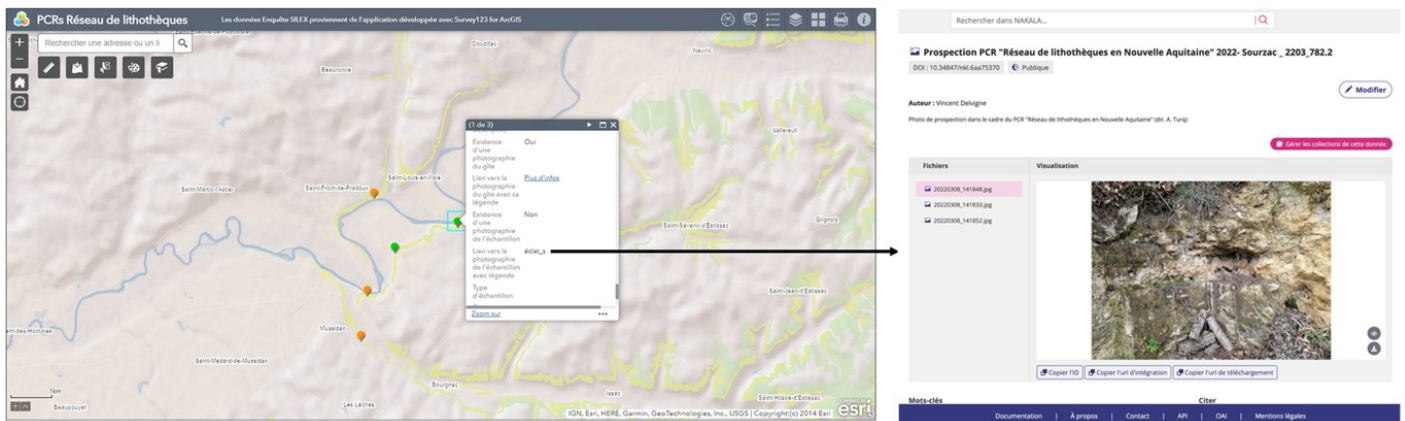 PCRs Réseau de lithothèques
Les données Enquête SILEX proviennent de l'application développée avec Survey123 for ArcGIS
Rechercher une adresse ou un li
Douzillac
Neuvic
Beauronne
Vallereuil
Saint-Louis-en-l'Isle
Saint-Martin-l'Astier
Saint-Front-de-Pradoux
Saint-Séverin-d'Estissac
Grignols
Saint-Jean-d'Estissac
Mussidan
Saint-Médard-de-Mussidan
Bourgnac
Issac
Saint-Hilaire-d'Estissac
Les Lèches
Beaupouyet
1km
(1 de 3)
Existence d'une photographie du gîte
Oui
Lien vers la photographie du gîte avec sa légende
Plus d'infos
Existence d'une photographie de l'échantillon
Non
Lien vers la photographie de l'échantillon avec légende
éclat_s
Type d'échantillon
Zoom sur
IGN, Esri, HERE, Garmin, GeoTechnologies, Inc., USGS | Copyright:(c) 2014 Esri
esri
Rechercher dans NAKALA...
Prospection PCR "Réseau de lithothèques en Nouvelle Aquitaine" 2022- Sourzac _ 2203_782.2
DOI : 10.34847/nkl.6aa75370
Publique
Modifier
Auteur : Vincent Delvigne
Photo de prospection dans le cadre du PCR "Réseau de lithothèques en Nouvelle Aquitaine" (dir. A. Turq)
Gérer les collections de cette donnée
Fichiers
Visualisation
20220308_141848.jpg
20220308_141833.jpg
20220308_141852.jpg
Copier l'ID
Copier l'url d'intégration
Copier l'url de téléchargement
Mots-clés
Citer
Documentation | À propos | Contact | API | OAI | Mentions légales